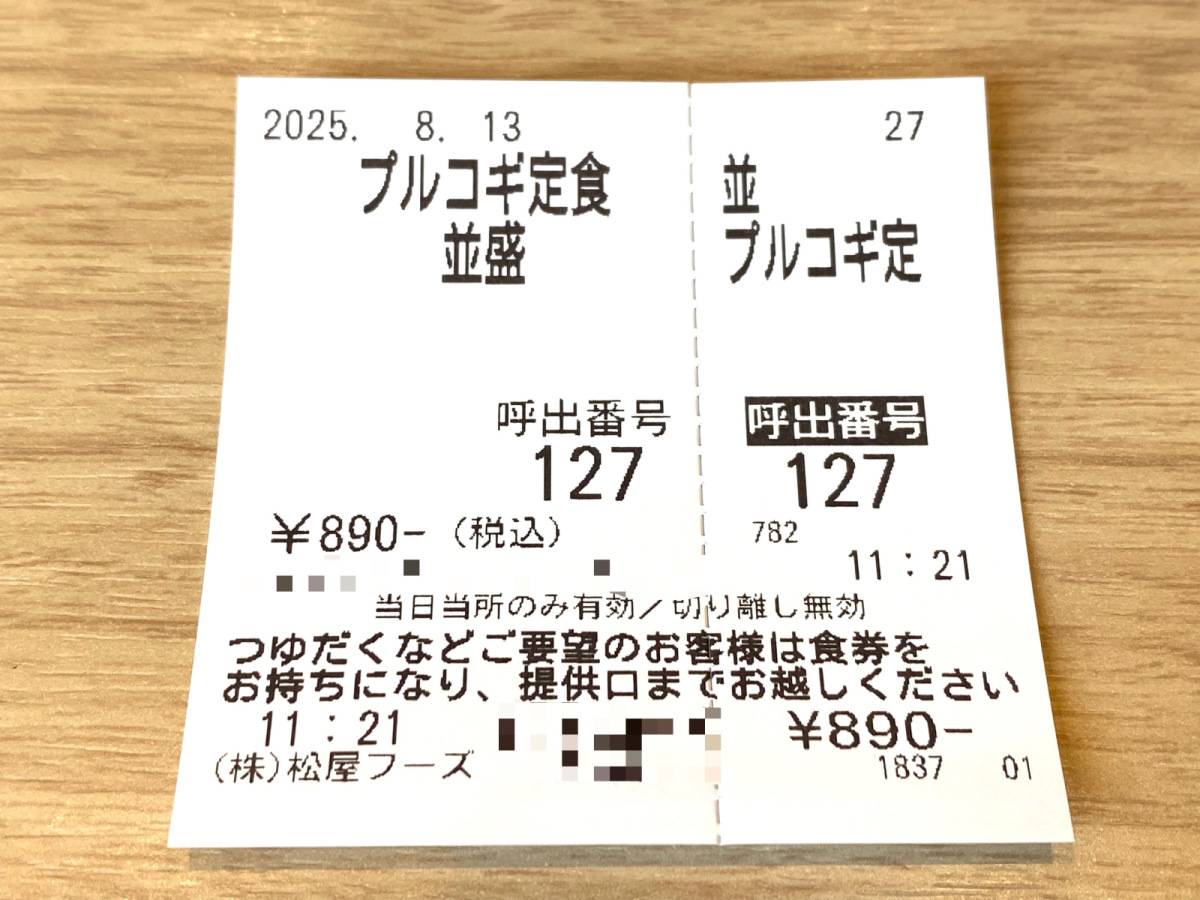 2025. 8. 13
プルコギ定食
並盛
呼出番号
127
¥890-（税込）
27
並
プルコギ定
呼出番号
127
782
11:21
当日当所のみ有効／切り離し無効
つゆだくなどご要望のお客様は食券を
お持ちになり、提供口までお越しください
11:21
¥890-
(株)松屋フーズ
1837 01